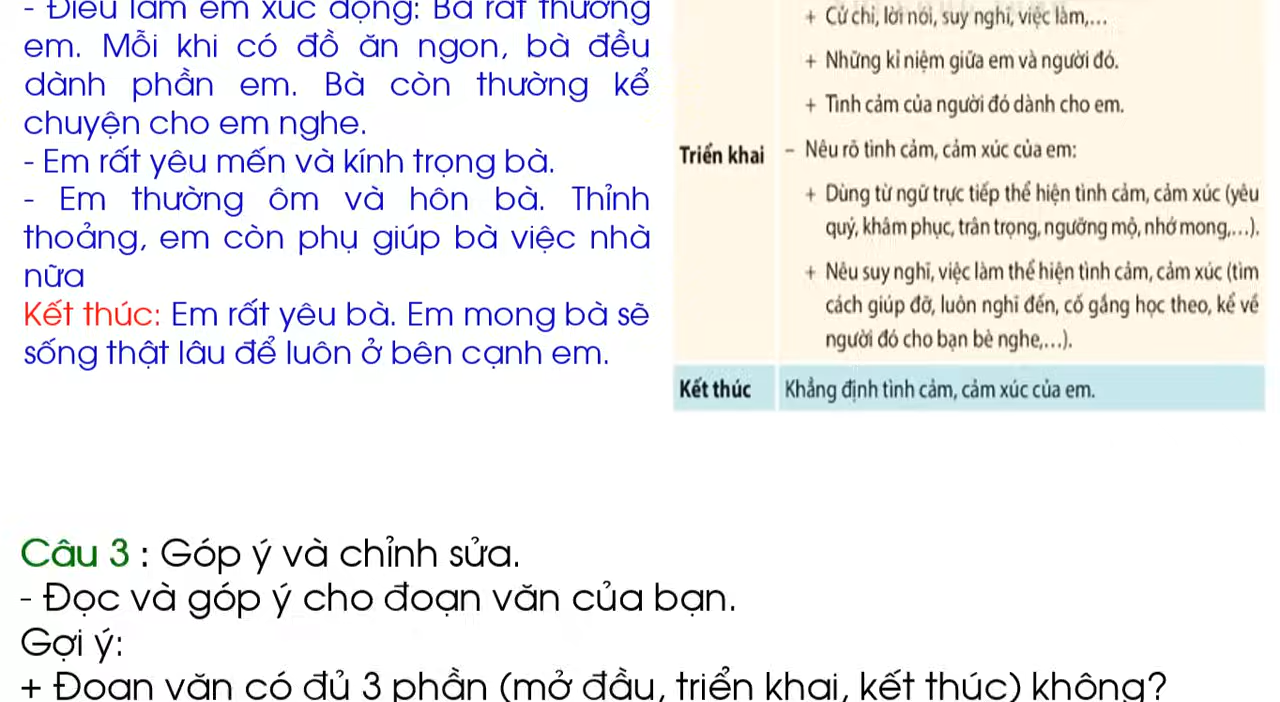 - Điều làm em xúc động: Bà rất thương
em. Mỗi khi có đồ ăn ngon, bà đều
dành phần em. Bà còn thường kể
chuyện cho em nghe.
- Em rất yêu mến và kính trọng bà.
- Em thường ôm và hôn bà. Thỉnh
thoảng, em còn phụ giúp bà việc nhà
nữa
Kết thúc: Em rất yêu bà. Em mong bà sẽ
sống thật lâu để luôn ở bên cạnh em.
+ Cử chỉ, lời nói, suy nghĩ, việc làm,...
+ Những kỉ niệm giữa em và người đó.
+ Tình cảm của người đó dành cho em.
Triển khai – Nêu rõ tình cảm, cảm xúc của em:
+ Dùng từ ngữ trực tiếp thể hiện tình cảm, cảm xúc (yêu
quý, khâm phục, trân trọng, ngưỡng mộ, nhớ mong,...).
+ Nêu suy nghĩ, việc làm thể hiện tình cảm, cảm xúc (tìm
cách giúp đỡ, luôn nghĩ đến, cố gắng học theo, kể về
người đó cho bạn bè nghe,...).
Kết thúc Khẳng định tình cảm, cảm xúc của em.
Câu 3 : Góp ý và chỉnh sửa.
- Đọc và góp ý cho đoạn văn của bạn.
Gợi ý:
+ Đoạn văn có đủ 3 phần (mở đầu, triển khai, kết thúc) không?